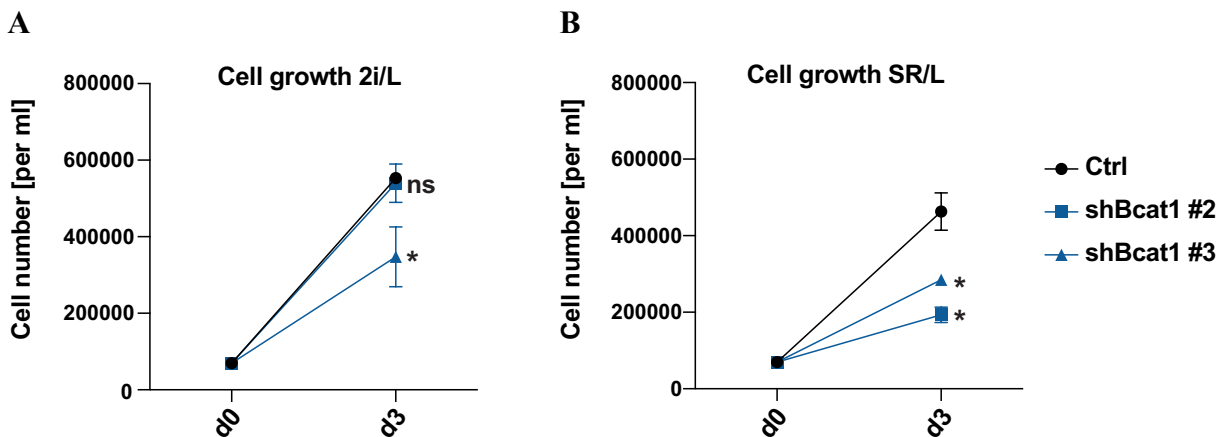 A
Cell growth 2i/L
Cell number [per ml]
800000
600000
400000
200000
0
ns
*
d0
d3
B
Cell growth SR/L
Cell number [per ml]
800000
600000
400000
200000
0
*
*
d0
d3
Ctrl
shBcat1 #2
shBcat1 #3